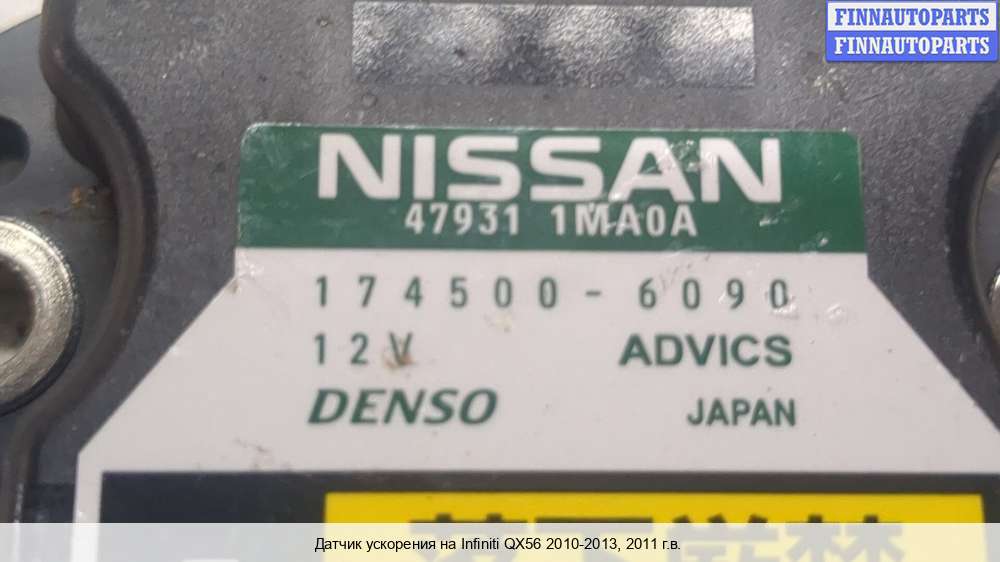 FINNAUTOPARTS
FINNAUTOPARTS
NISSAN
47931 1MA0A
174500-6090
12V ADVICS
DENSO JAPAN
Датчик ускорения на Infiniti QX56 2010-2013, 2011 г.в.